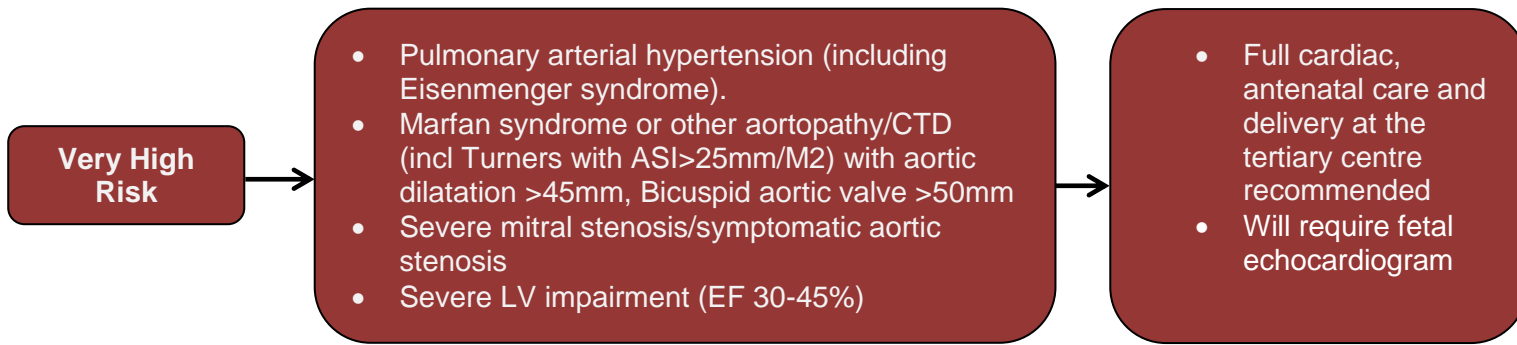 Very High
Risk
• Pulmonary arterial hypertension (including
Eisenmenger syndrome).
• Marfan syndrome or other aortopathy/CTD
(incl Turners with ASI>25mm/M2) with aortic
dilatation >45mm, Bicuspid aortic valve >50mm
• Severe mitral stenosis/symptomatic aortic
stenosis
• Severe LV impairment (EF 30-45%)
• Full cardiac,
antenatal care and
delivery at the
tertiary centre
recommended
• Will require fetal
echocardiogram